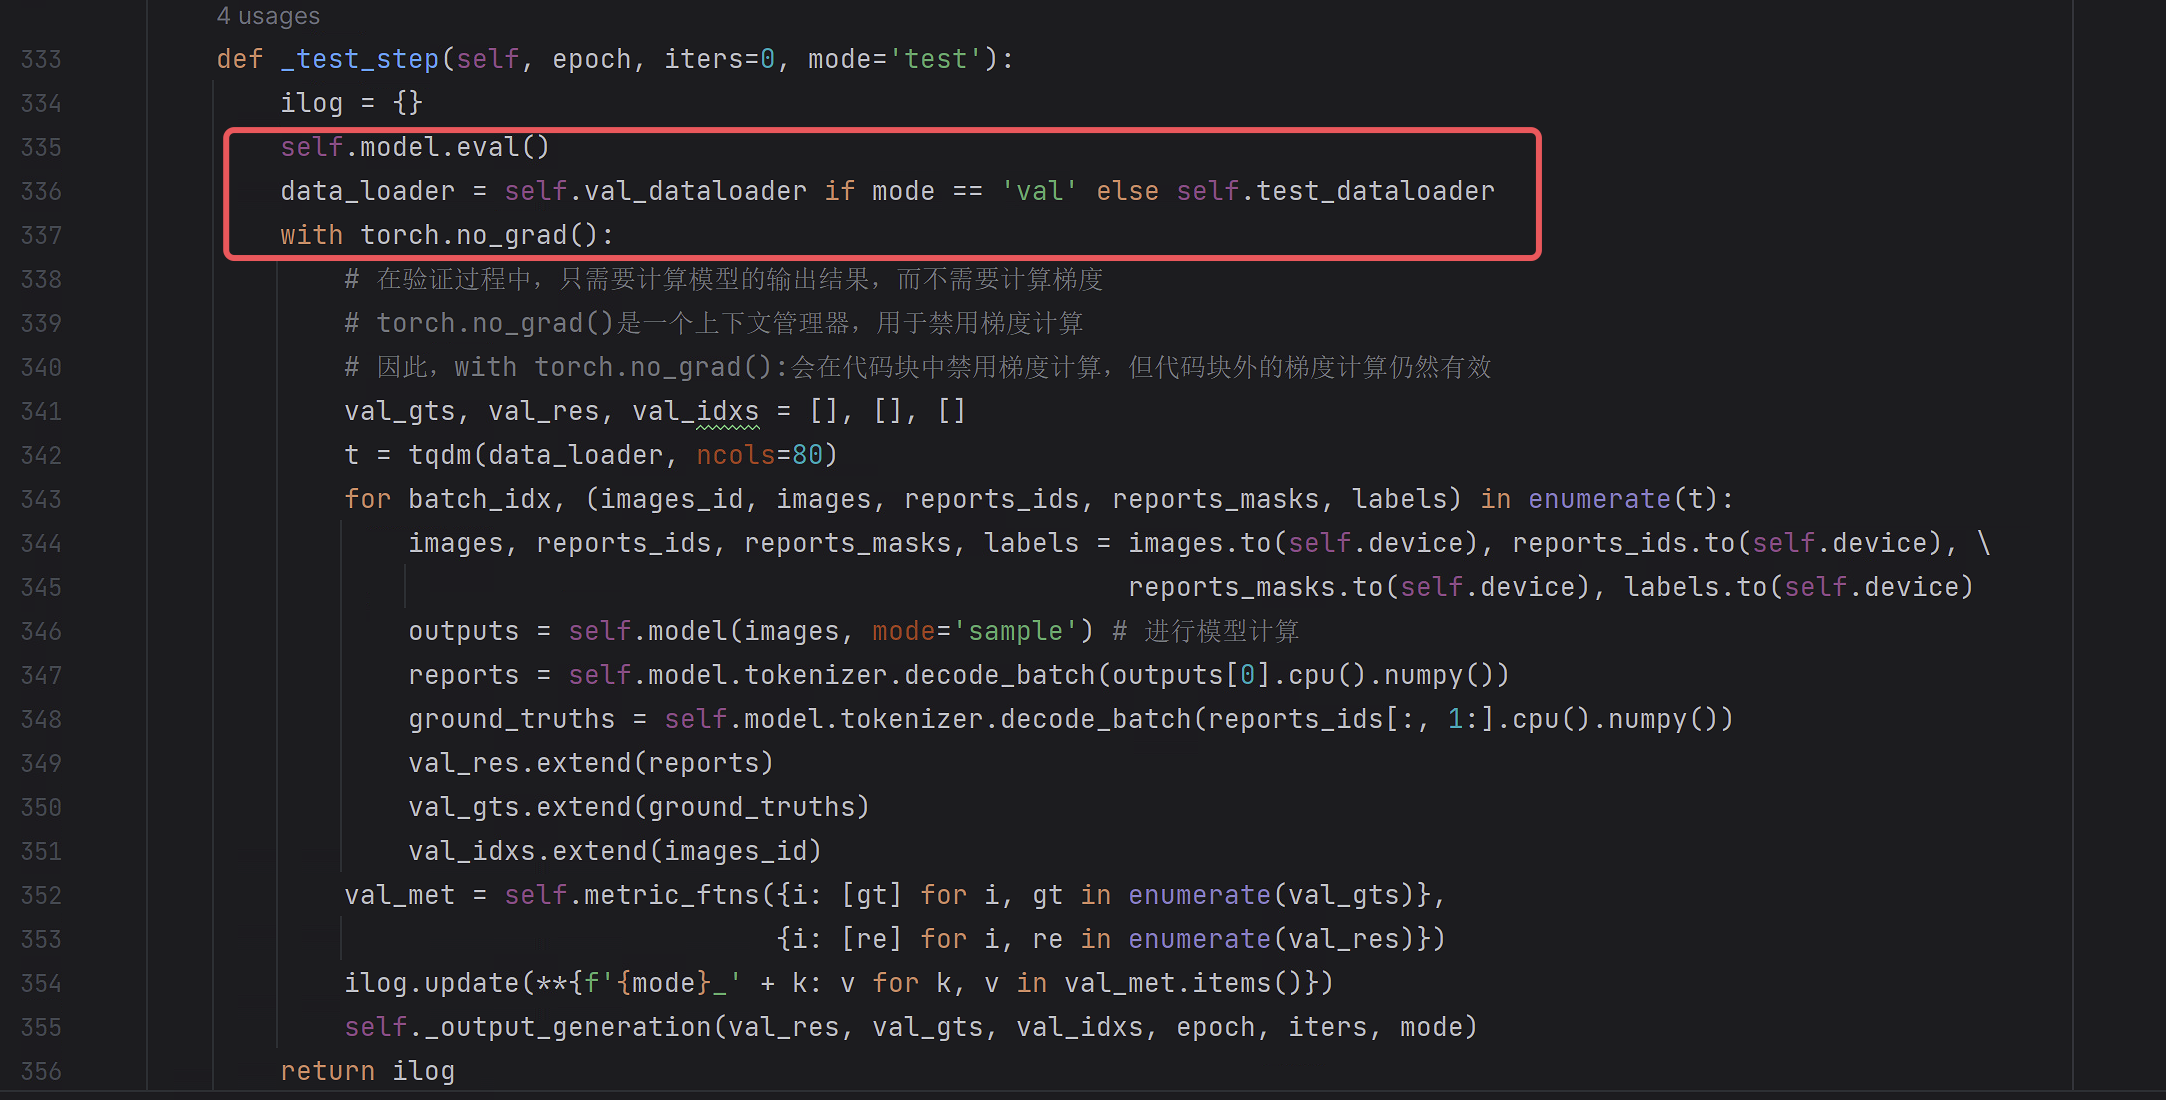 4 usages
333 def _test_step(self, epoch, iters=0, mode='test'):
334 ilog = {}
335 self.model.eval()
336 data_loader = self.val_dataloader if mode == 'val' else self.test_dataloader
337 with torch.no_grad():
338 # 在验证过程中，只需要计算模型的输出结果，而不需要计算梯度
339 # torch.no_grad()是一个上下文管理器，用于禁用梯度计算
340 # 因此，with torch.no_grad():会在代码块中禁用梯度计算，但代码块外的梯度计算仍然有效
341 val_gts, val_res, val_idxs = [], [], []
342 t = tqdm(data_loader, ncols=80)
343 for batch_idx, (images_id, images, reports_ids, reports_masks, labels) in enumerate(t):
344 images, reports_ids, reports_masks, labels = images.to(self.device), reports_ids.to(self.device), \
345 reports_masks.to(self.device), labels.to(self.device)
346 outputs = self.model(images, mode='sample') # 进行模型计算
347 reports = self.model.tokenizer.decode_batch(outputs[0].cpu().numpy())
348 ground_truths = self.model.tokenizer.decode_batch(reports_ids[:, 1:].cpu().numpy())
349 val_res.extend(reports)
350 val_gts.extend(ground_truths)
351 val_idxs.extend(images_id)
352 val_met = self.metric_ftns({i: [gt] for i, gt in enumerate(val_gts)},
353 {i: [re] for i, re in enumerate(val_res)})
354 ilog.update(**{f'{mode}_' + k: v for k, v in val_met.items()})
355 self._output_generation(val_res, val_gts, val_idxs, epoch, iters, mode)
356 return ilog